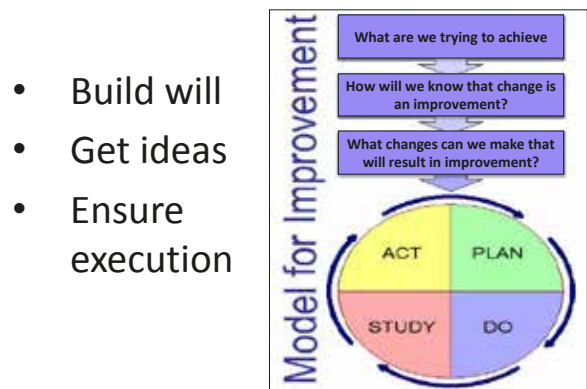 • Build will
• Get ideas
• Ensure
execution
Model for Improvement
What are we trying to achieve
How will we know that change is
an improvement?
What changes can we make that
will result in improvement?
ACT
PLAN
STUDY
DO